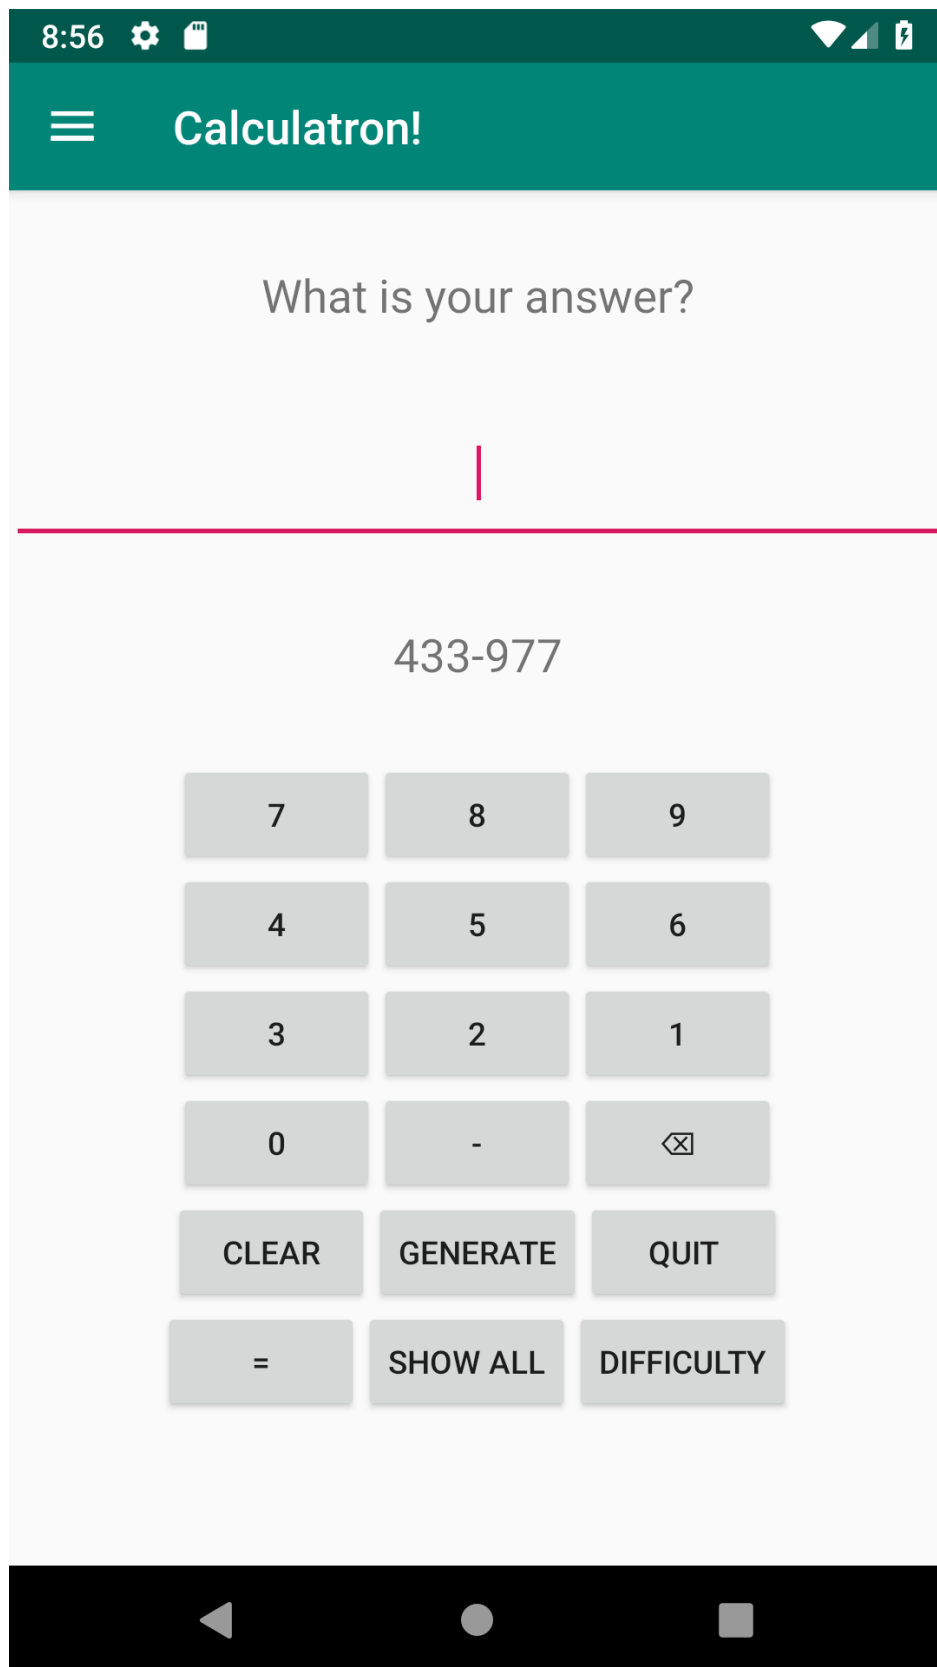 8:56
Calculatron!
What is your answer?
433-977
7 8 9
4 5 6
3 2 1
0 - ⌫
CLEAR GENERATE QUIT
= SHOW ALL DIFFICULTY